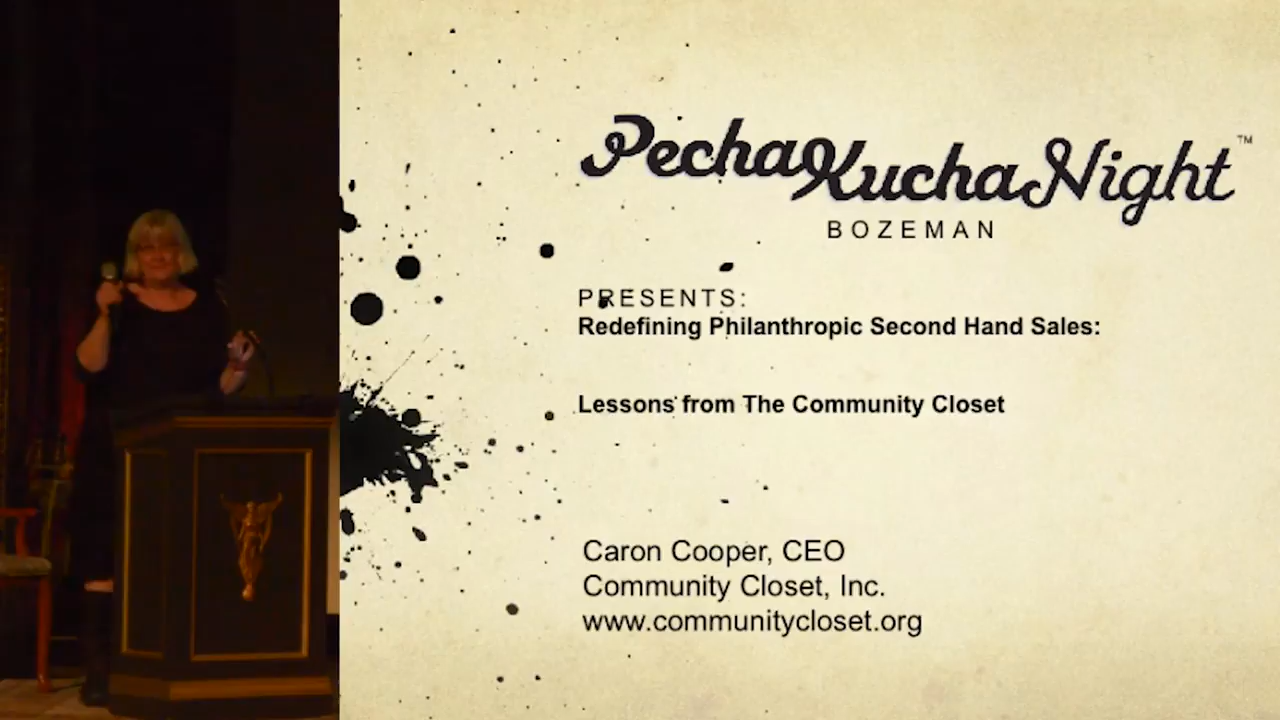 PechaKuchaNight™
BOZEMAN
PRESENTS:
Redefining Philanthropic Second Hand Sales:
Lessons from The Community Closet
Caron Cooper, CEO
Community Closet, Inc.
www.communitycloset.org